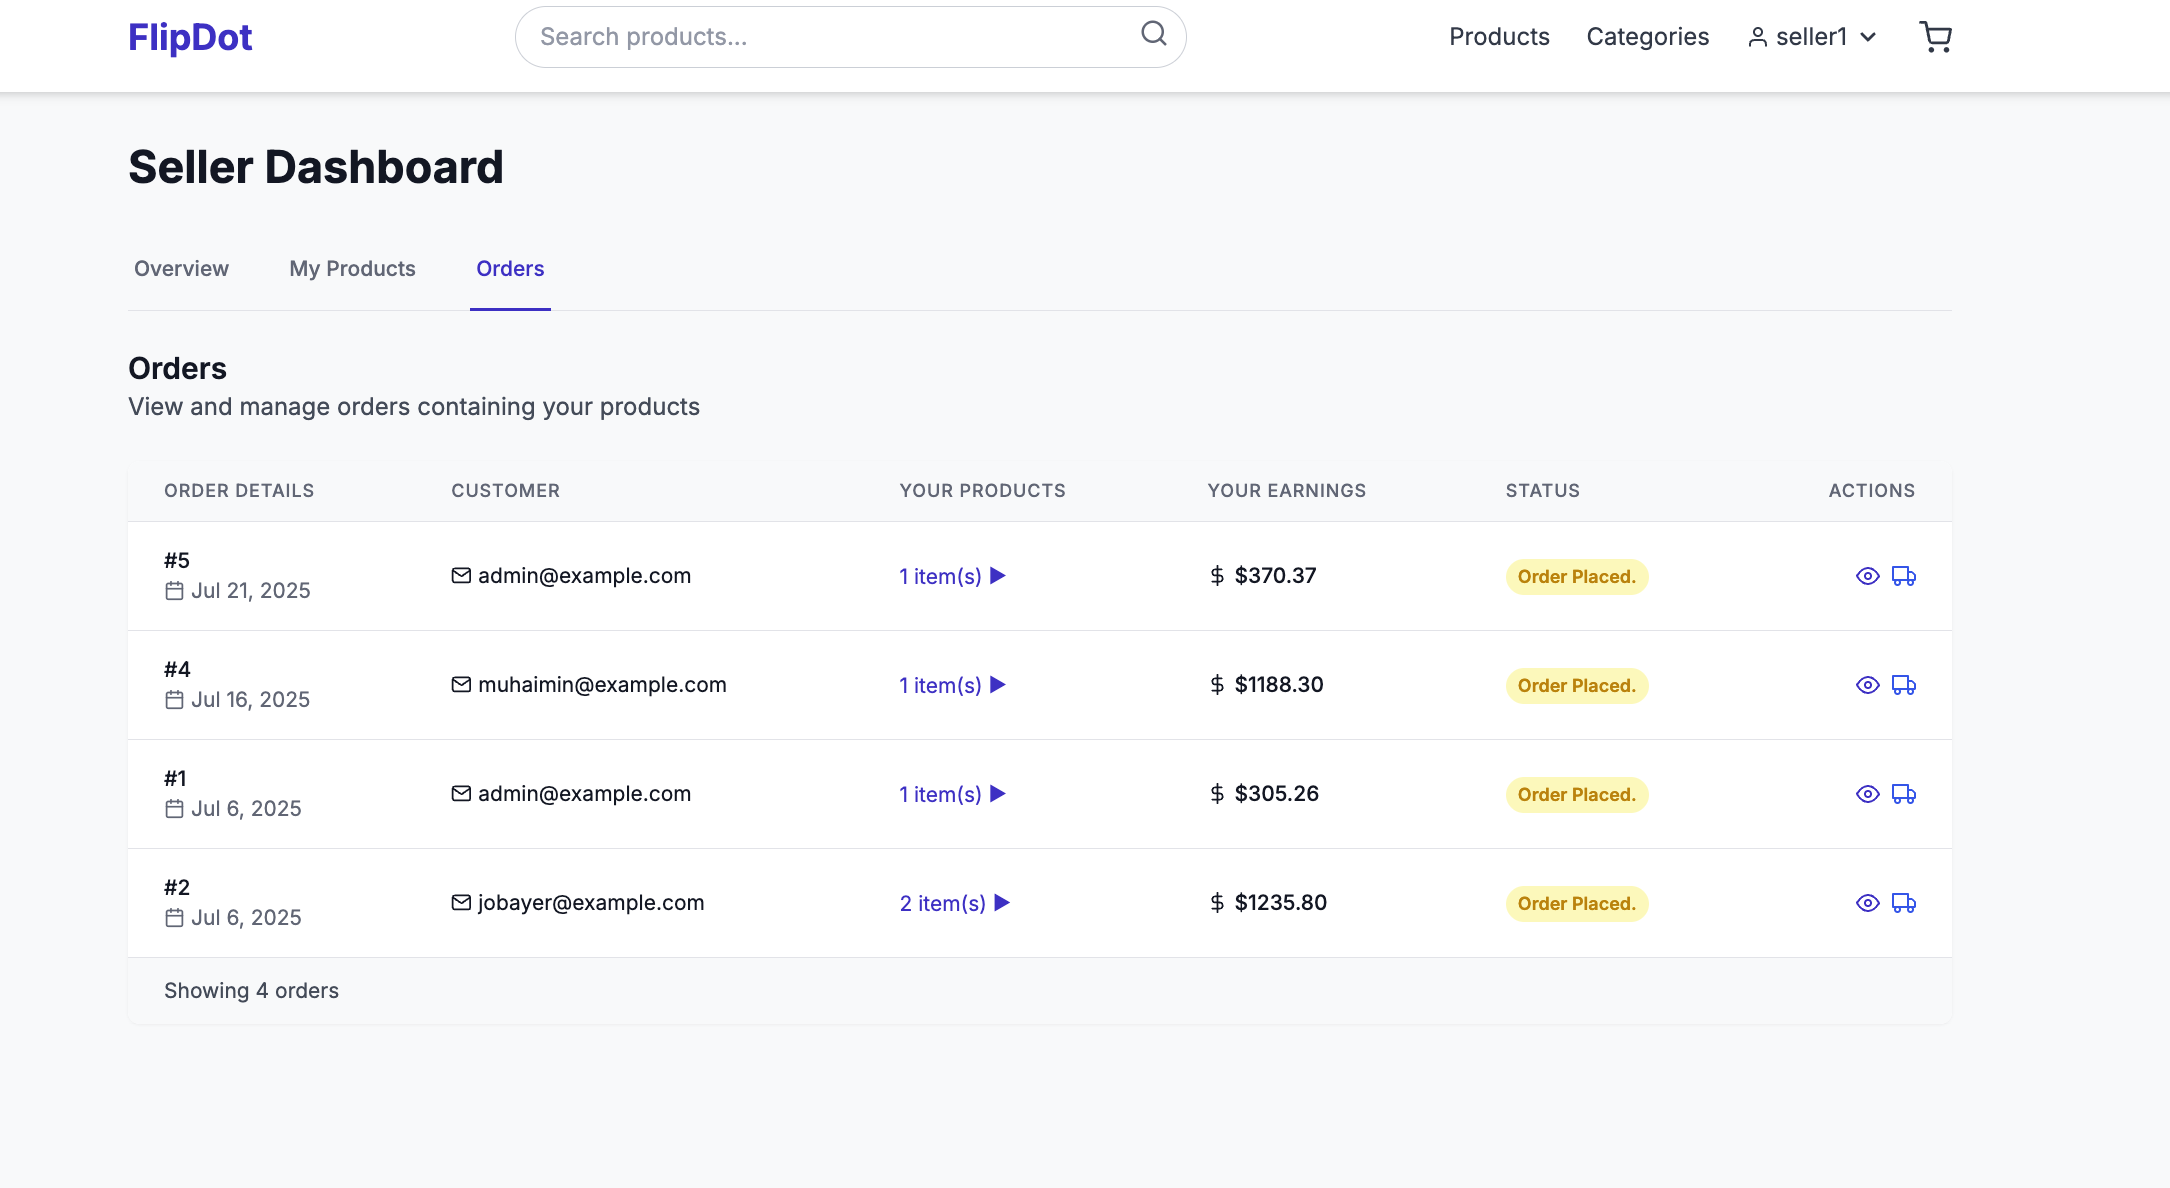 FlipDot
Search products...
Products
Categories
seller1
Seller Dashboard
Overview
My Products
Orders
Orders
View and manage orders containing your products
ORDER DETAILS
CUSTOMER
YOUR PRODUCTS
YOUR EARNINGS
STATUS
ACTIONS
#5
Jul 21, 2025
admin@example.com
1 item(s) ▶
$370.37
Order Placed.
#4
Jul 16, 2025
muhaimin@example.com
1 item(s) ▶
$1188.30
Order Placed.
#1
Jul 6, 2025
admin@example.com
1 item(s) ▶
$305.26
Order Placed.
#2
Jul 6, 2025
jobayer@example.com
2 item(s) ▶
$1235.80
Order Placed.
Showing 4 orders